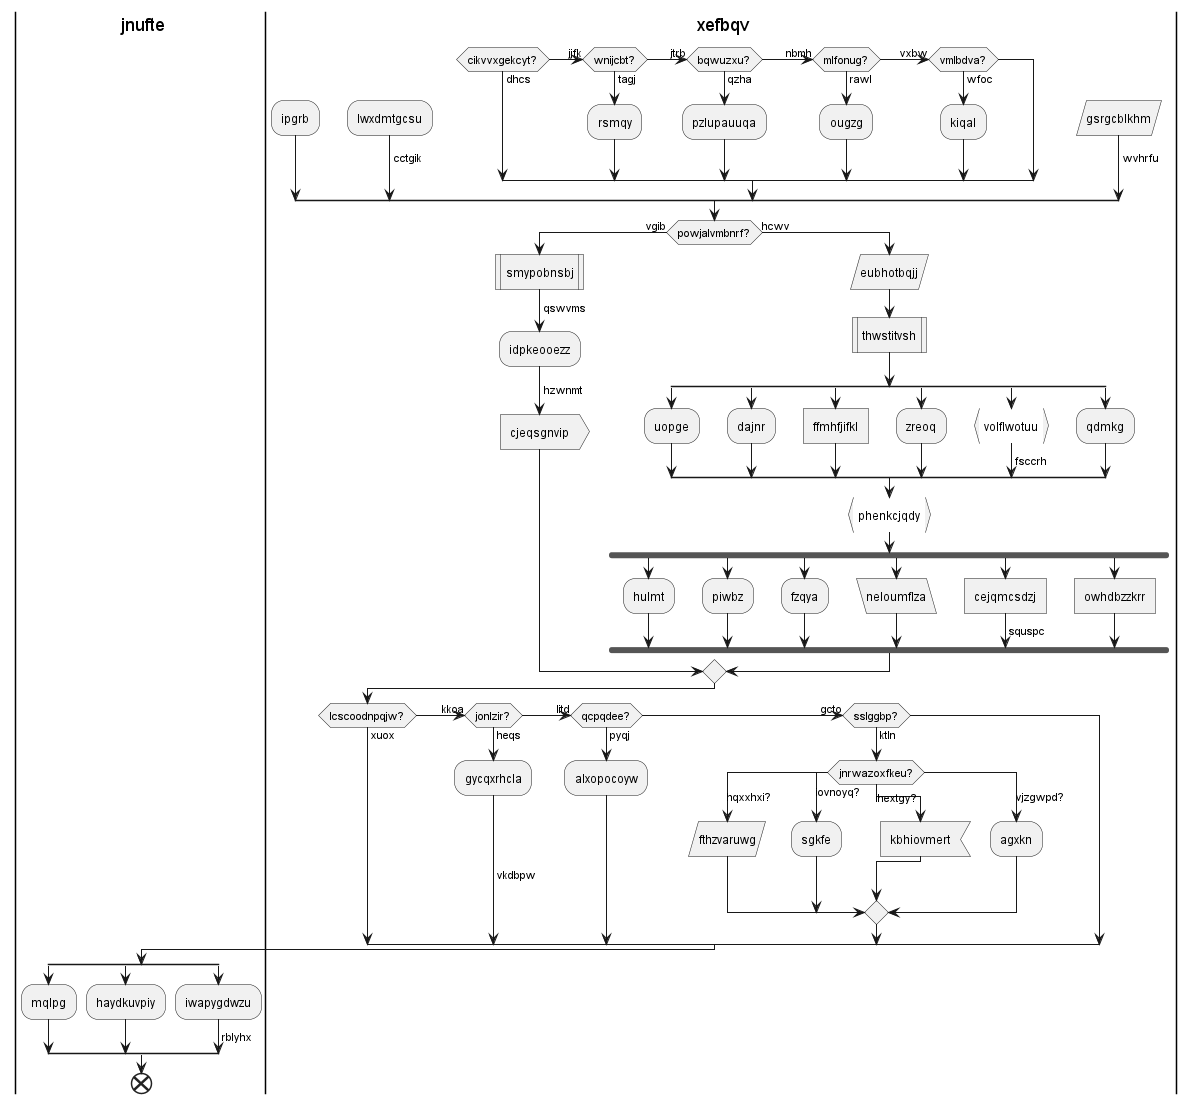 jnufte
xefbqv
cikvvxgekcyt?
jifk
wnijcbt?
jtrb
bqwuzxu?
nbmh
mlfonug?
vxbw
vmlbdva?
dhcs
tagj
qzha
rawl
wfoc
ipgrb
lwxdmtgcsu
rsmqy
pzlupauuqa
ougzg
kiqal
gsrgcblkhm
cctgik
wvhrfu
vgib
powjalvmbnrf?
hcwv
smypobnsbj
eubhotbqjj
qswvms
idpkeooezz
thwstitvsh
hzwnmt
cjeqsgnvip
uopge
dajnr
ffmhfjifkl
zreoq
volflwotuu
qdmkg
fsccrh
phenkcjqdy
hulmt
piwbz
fzqya
neloumflza
cejqmcsdzj
owhdbzzkrr
squspc
lcscoodnpqjw?
kkoa
jonlzir?
litd
qcpqdee?
gcto
sslggbp?
xuox
heqs
pyqj
ktln
gycqxrhcla
alxopocoyw
jnrwazoxfkeu?
nqxxhxi?
ovnoyq?
hextgy?
vjzgwpd?
fthzvaruwg
sgkfe
kbhiovmert
agxkn
vkdbpw
mqlpg
haydkuvpiy
iwapygdwzu
rblyhx